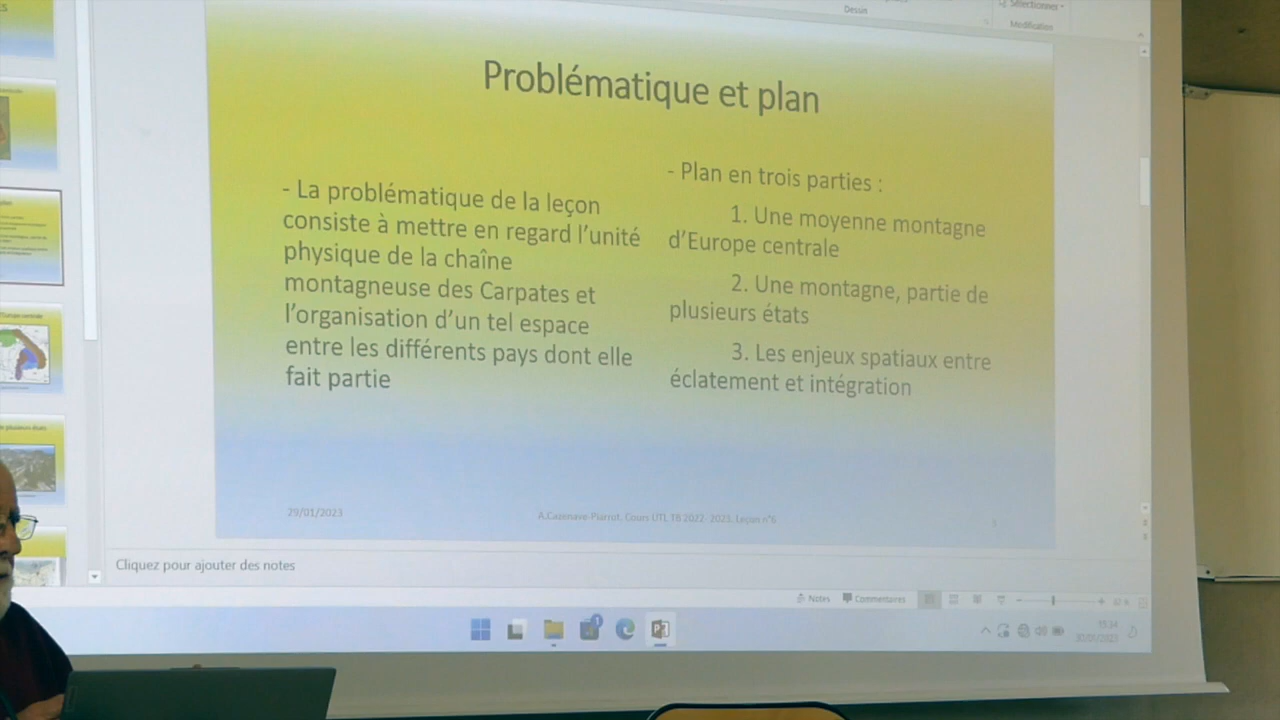 Sélectionner
Dessin
Modification
Problématique et plan
- La problématique de la leçon
consiste à mettre en regard l'unité
physique de la chaîne
montagneuse des Carpates et
l'organisation d'un tel espace
entre les différents pays dont elle
fait partie
- Plan en trois parties :
1. Une moyenne montagne
d'Europe centrale
2. Une montagne, partie de
plusieurs états
3. Les enjeux spatiaux entre
éclatement et intégration
29/01/2023
A.Cazenave-Piarrot, Cours UTL TB 2022- 2023, Leçon n°6
Cliquez pour ajouter des notes
Notes
Commentaires